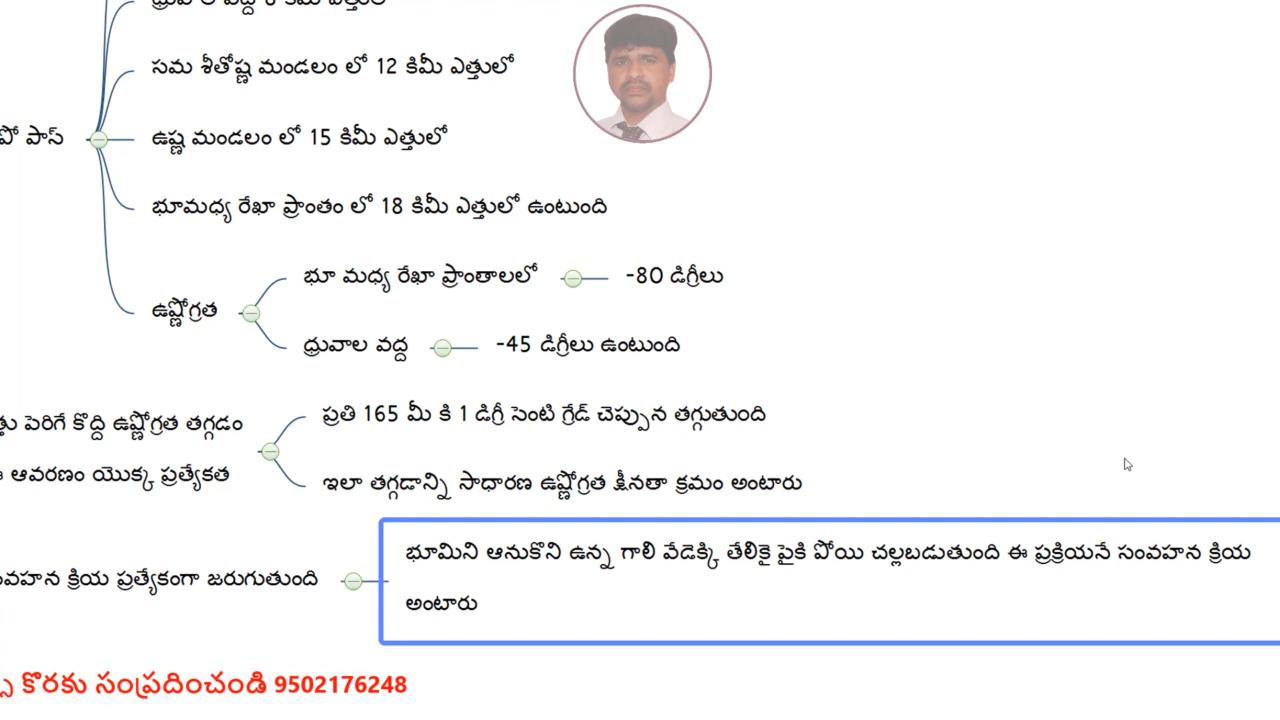 సమ శీతోష్ణ మండలం లో 12 కిమీ ఎత్తులో
పాస్
ఉష్ణ మండలం లో 15 కిమీ ఎత్తులో
భూమధ్య రేఖా ప్రాంతం లో 18 కిమీ ఎత్తులో ఉంటుంది
భూ మధ్య రేఖా ప్రాంతాలలో -80 డిగ్రీలు
ఉష్ణోగ్రత
ధ్రువాల వద్ద -45 డిగ్రీలు ఉంటుంది
ప్రతి 165 మీ కి 1 డిగ్రీ సెంటి గ్రేడ్ చొప్పున తగ్గుతుంది
పెరిగే కొద్ది ఉష్ణోగ్రత తగ్గడం
ఆవరణం యొక్క ప్రత్యేకత
ఇలా తగ్గడాన్ని సాధారణ ఉష్ణోగ్రత క్షీనతా క్రమం అంటారు
భూమిని ఆనుకొని ఉన్న గాలి వేడెక్కి తేలికై పైకి పోయి చల్లబడుతుంది ఈ ప్రక్రియనే సంవహన క్రియ
క్రియ ప్రత్యేకంగా జరుగుతుంది
అంటారు
కొరకు సంప్రదించండి 9502176248